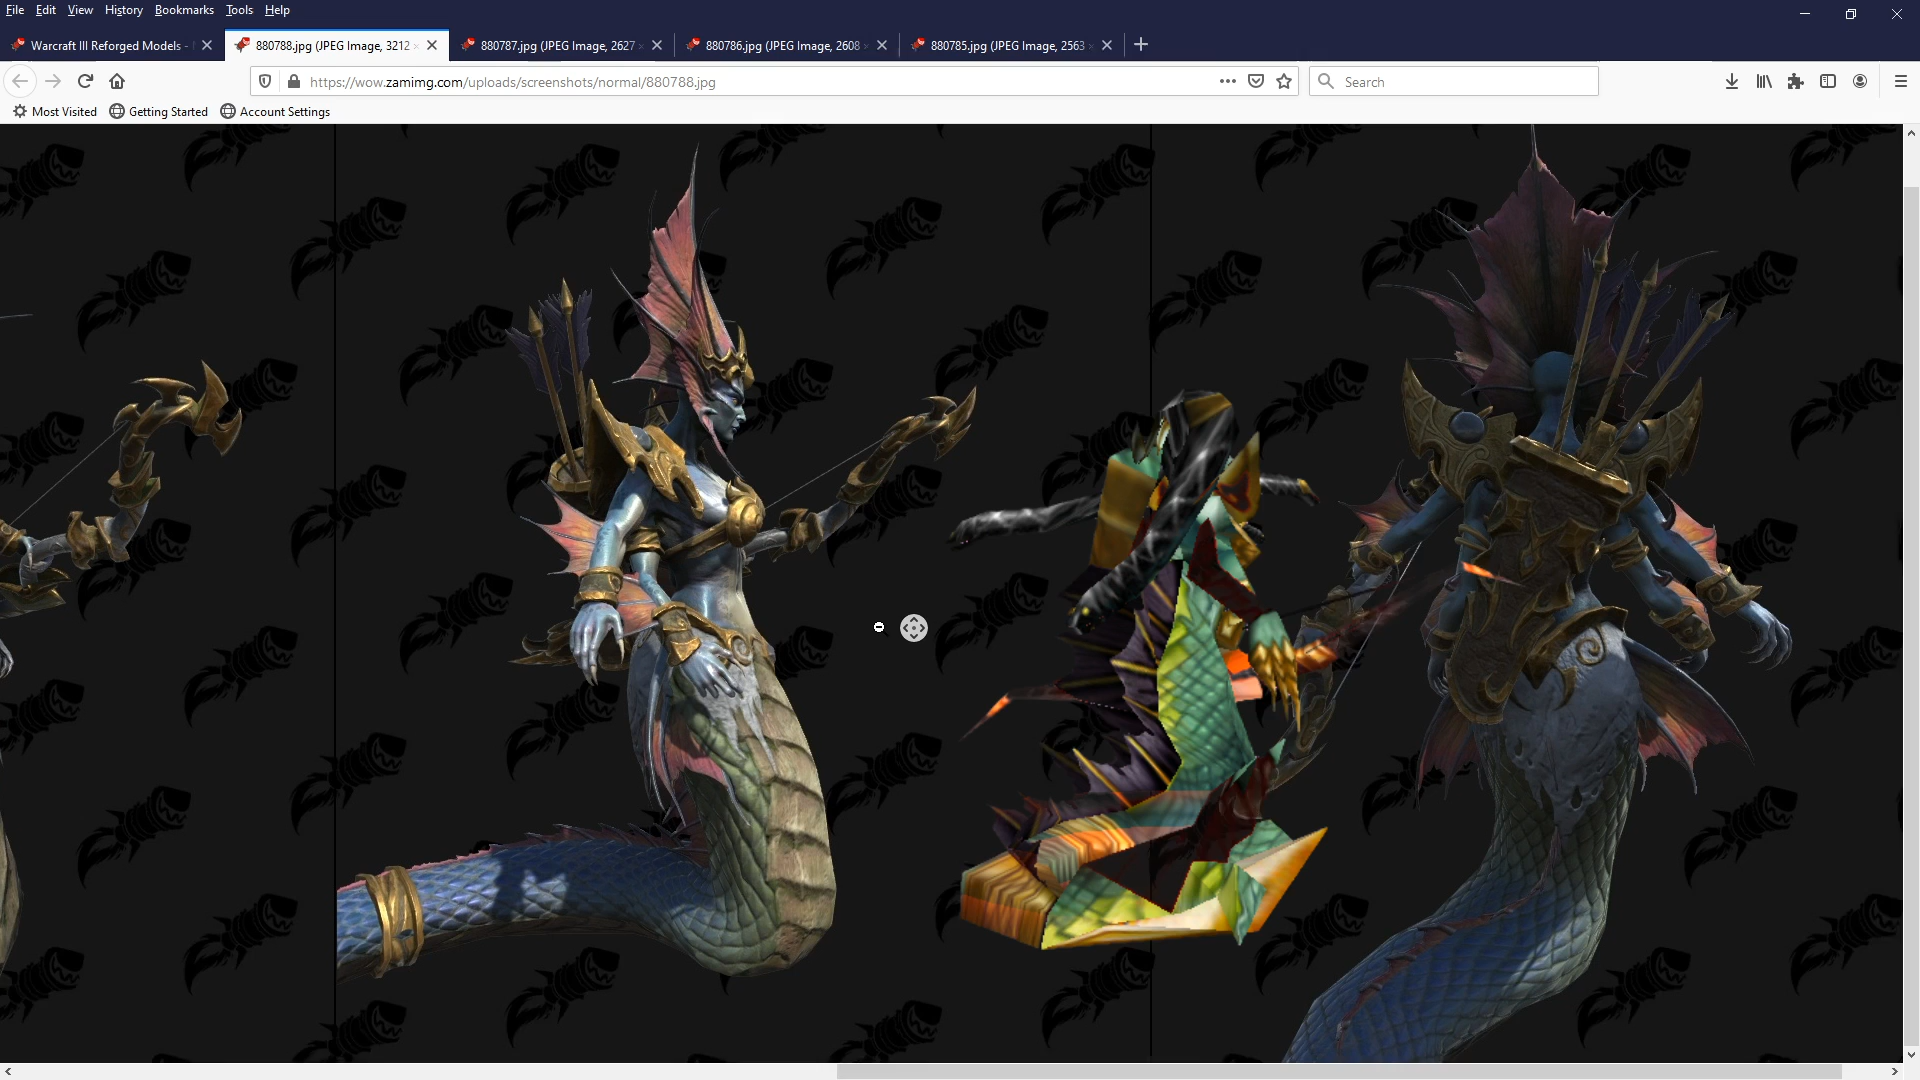 File Edit View History Bookmarks Tools Help
Warcraft III Reforged Models -
880788.jpg (JPEG Image, 3212
880787.jpg (JPEG Image, 2627
880786.jpg (JPEG Image, 2608
880785.jpg (JPEG Image, 2563
https://wow.zamimg.com/uploads/screenshots/normal/880788.jpg
Search
Most Visited Getting Started Account Settings